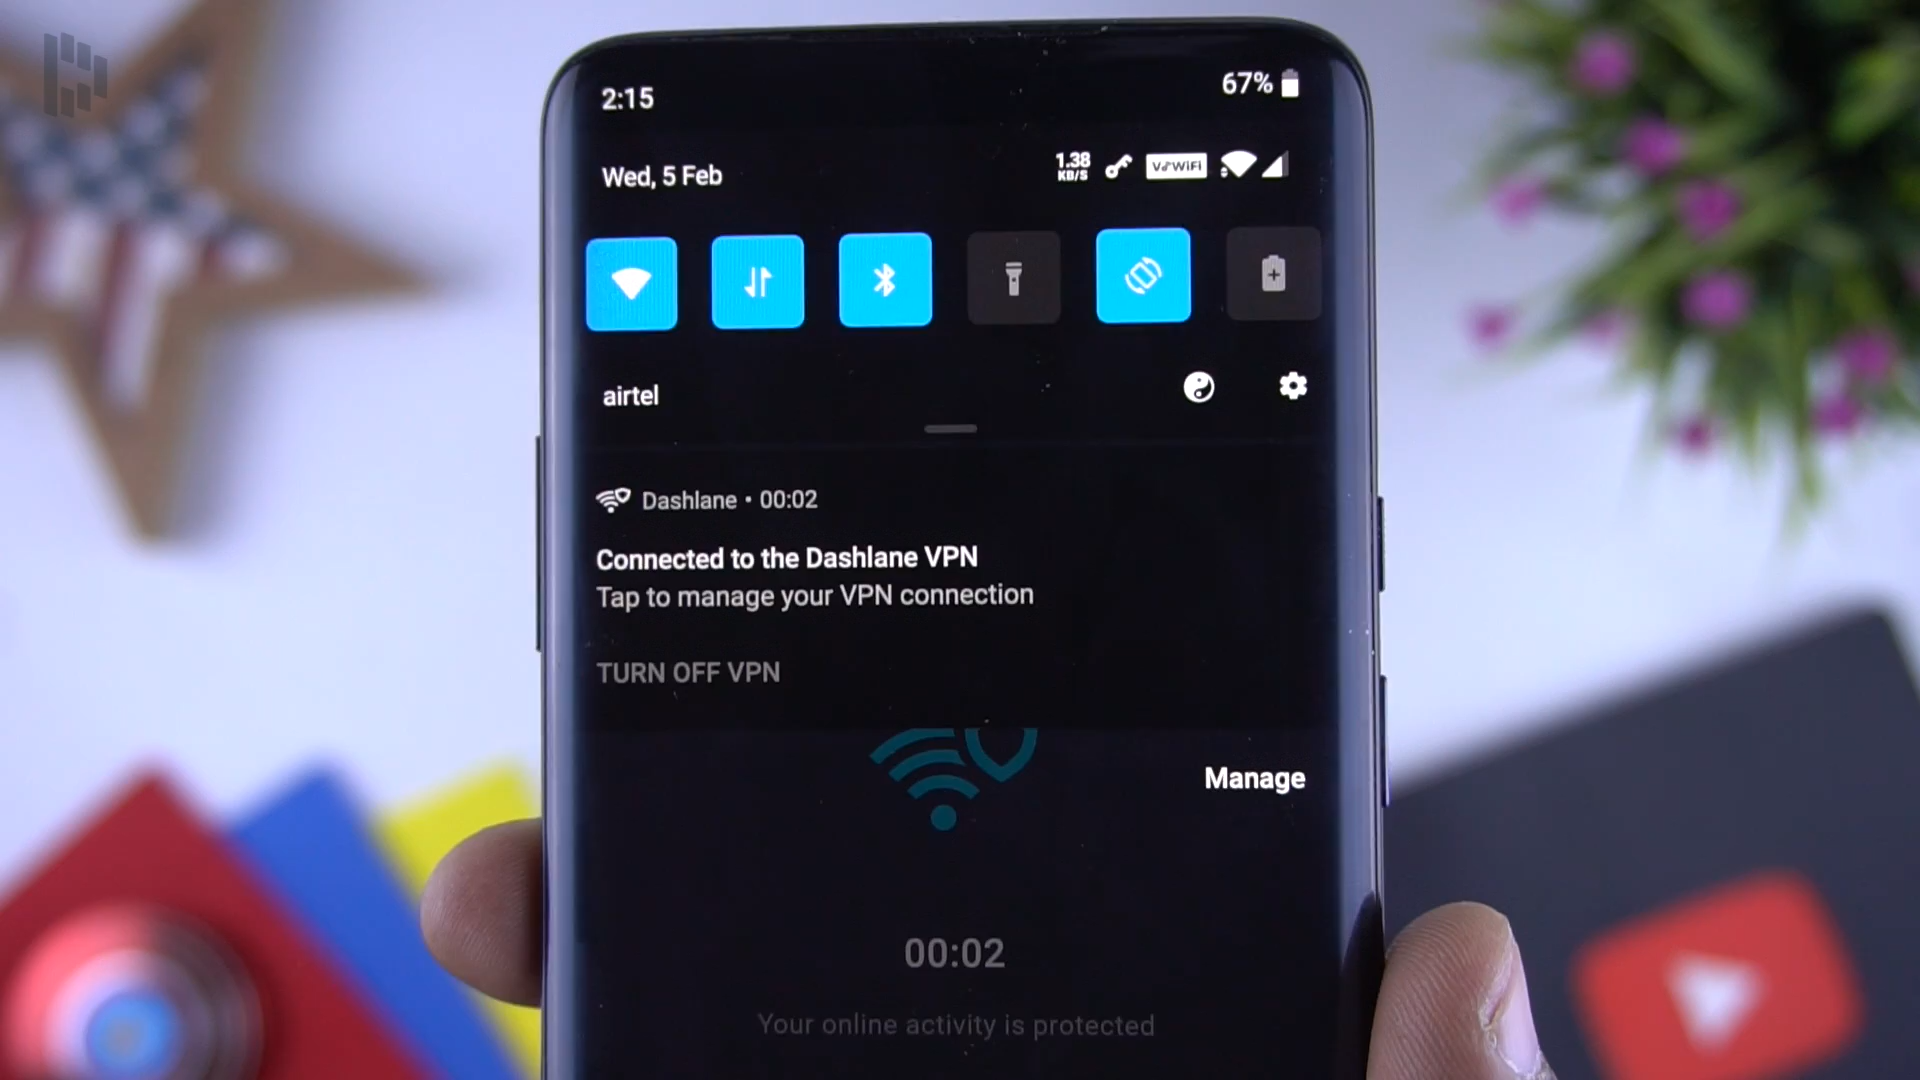 2:15
67%
Wed, 5 Feb
1.38
KB/S
VoWiFi
airtel
Dashlane • 00:02
Connected to the Dashlane VPN
Tap to manage your VPN connection
TURN OFF VPN
Manage
00:02
Your online activity is protected